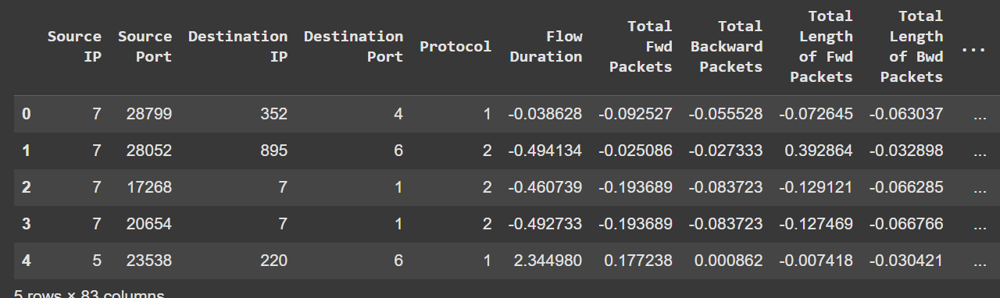 Source IP Source Port Destination IP Destination Port Protocol Flow Duration Total Fwd Packets Total Backward Packets Total Length of Fwd Packets Total Length of Bwd Packets ...
0 7 28799 352 4 1 -0.038628 -0.092527 -0.055528 -0.072645 -0.063037 ...
1 7 28052 895 6 2 -0.494134 -0.025086 -0.027333 0.392864 -0.032898 ...
2 7 17268 7 1 2 -0.460739 -0.193689 -0.083723 -0.129121 -0.066285 ...
3 7 20654 7 1 2 -0.492733 -0.193689 -0.083723 -0.127469 -0.066766 ...
4 5 23538 220 6 1 2.344980 0.177238 0.000862 -0.007418 -0.030421 ...
5 rows × 83 columns